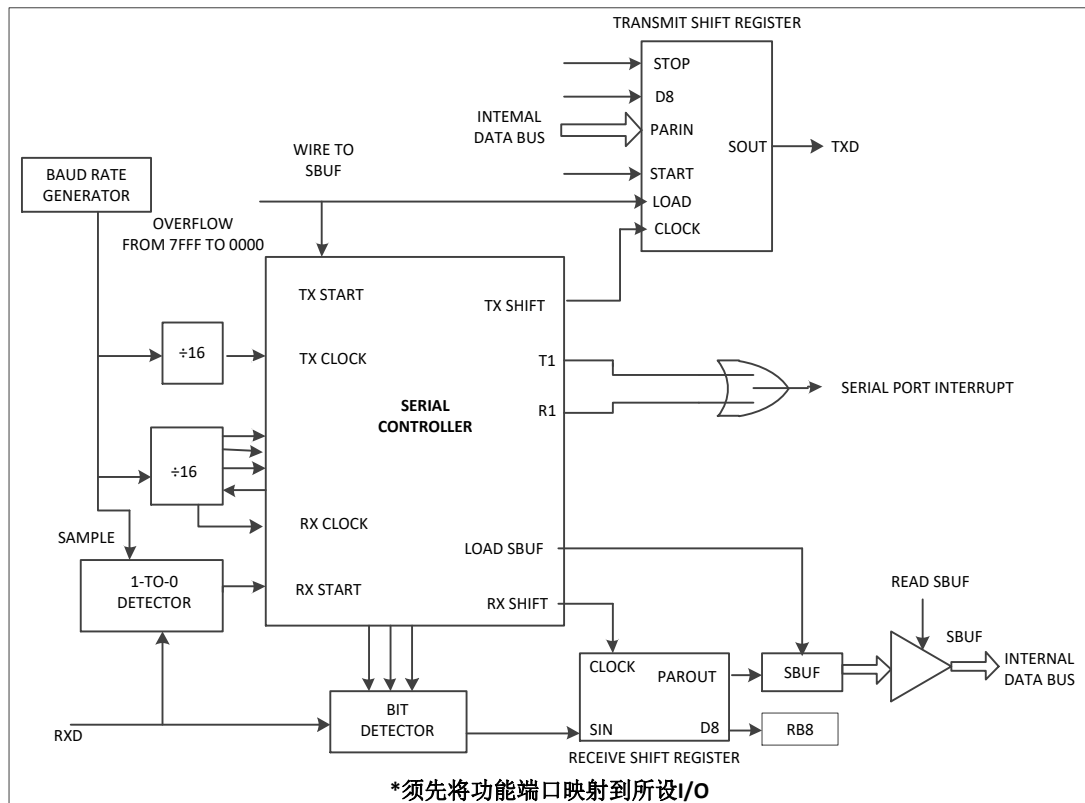 TRANSMIT SHIFT REGISTER
STOP
D8
INTEMAL
DATA BUS
PARIN
SOUT
TXD
START
LOAD
CLOCK
WIRE TO
SBUF
BAUD RATE
GENERATOR
OVERFLOW
FROM 7FFF TO 0000
TX START
TX SHIFT
÷16
TX CLOCK
T1
SERIAL PORT INTERRUPT
R1
SERIAL
CONTROLLER
÷16
RX CLOCK
SAMPLE
LOAD SBUF
1-TO-0
DETECTOR
RX START
RX SHIFT
READ SBUF
SBUF
INTERNAL
DATA BUS
CLOCK
PAROUT
SBUF
BIT
DETECTOR
RXD
SIN
D8
RB8
RECEIVE SHIFT REGISTER
*须先将功能端口映射到所设I/O